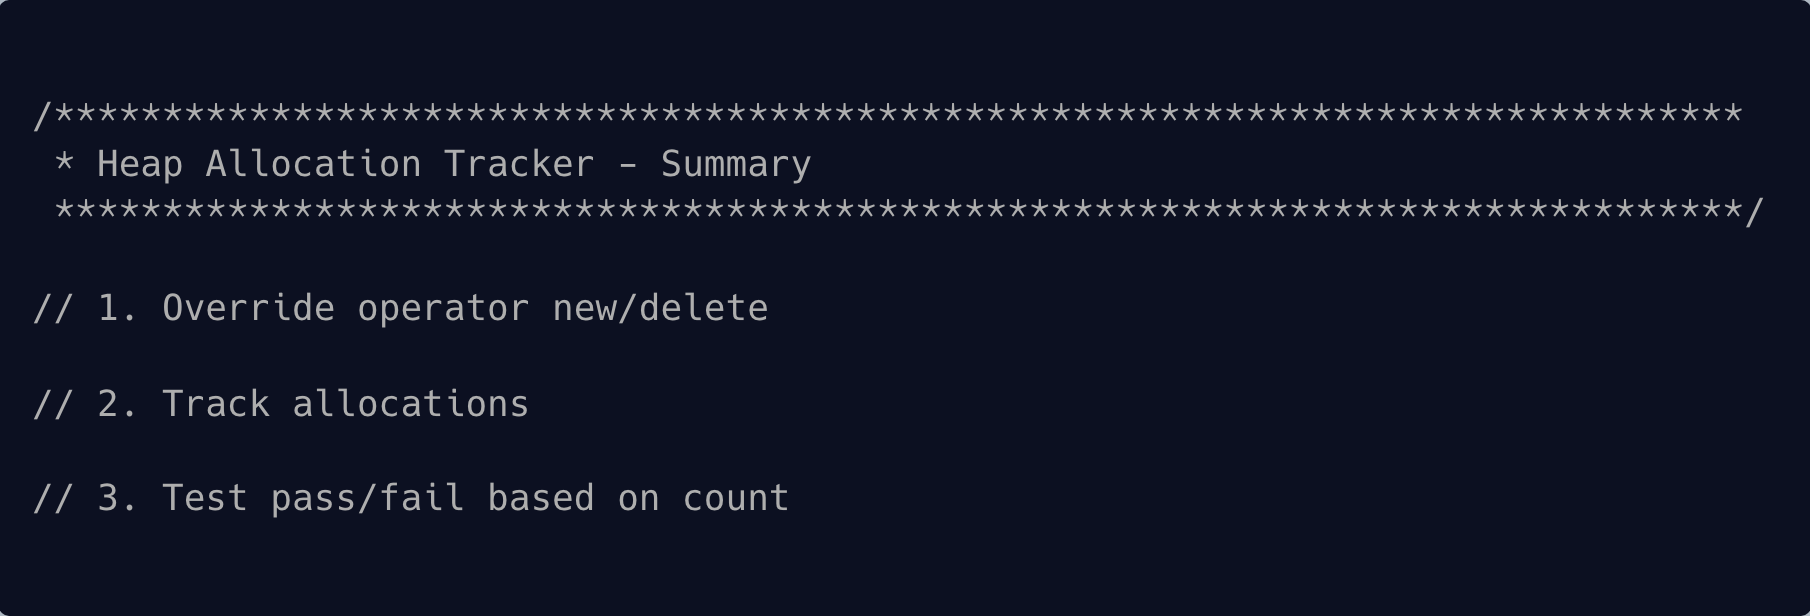 /******************************************************************************
 * Heap Allocation Tracker - Summary
 ******************************************************************************/
// 1. Override operator new/delete
// 2. Track allocations
// 3. Test pass/fail based on count